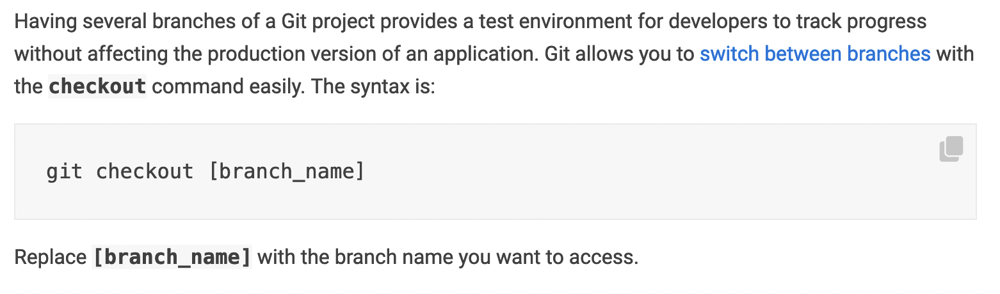 Having several branches of a Git project provides a test environment for developers to track progress
without affecting the production version of an application. Git allows you to switch between branches with
the checkout command easily. The syntax is:
git checkout [branch_name]
Replace [branch_name] with the branch name you want to access.